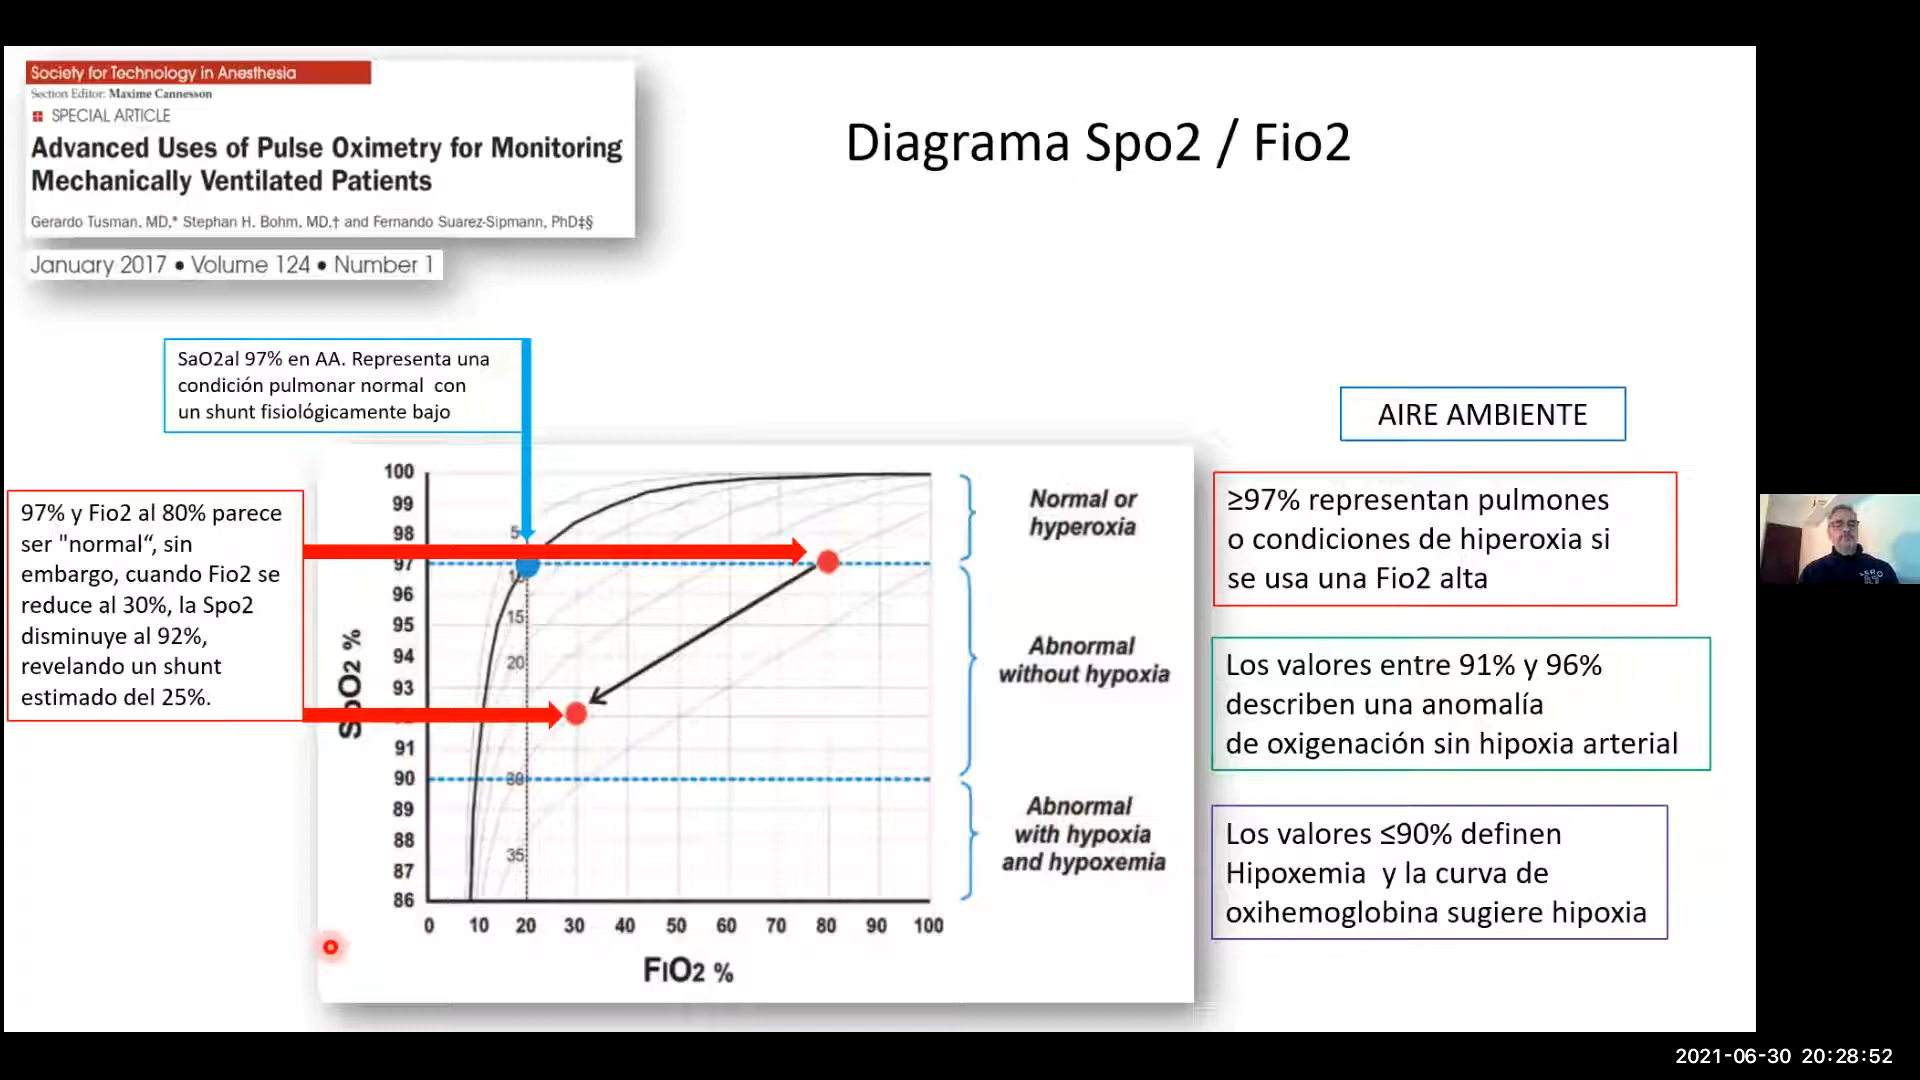 Society for Technology in Anesthesia
Section Editor: Maxime Cannesson
SPECIAL ARTICLE
Advanced Uses of Pulse Oximetry for Monitoring
Mechanically Ventilated Patients
Gerardo Tusman, MD,* Stephan H. Bohm, MD,† and Fernando Suarez-Sipmann, PhD‡§
January 2017 • Volume 124 • Number 1
Diagrama Spo2 / Fio2
SaO2al 97% en AA. Representa una
condición pulmonar normal con
un shunt fisiológicamente bajo
97% y Fio2 al 80% parece
ser "normal“, sin
embargo, cuando Fio2 se
reduce al 30%, la Spo2
disminuye al 92%,
revelando un shunt
estimado del 25%.
SpO2 %
100
99
98
97
96
95
94
93
91
90
89
88
87
86
5
15
20
30
35
0 10 20 30 40 50 60 70 80 90 100
FIO2 %
Normal or
hyperoxia
Abnormal
without hypoxia
Abnormal
with hypoxia
and hypoxemia
AIRE AMBIENTE
≥97% representan pulmones
o condiciones de hiperoxia si
se usa una Fio2 alta
Los valores entre 91% y 96%
describen una anomalía
de oxigenación sin hipoxia arterial
Los valores ≤90% definen
Hipoxemia y la curva de
oxihemoglobina sugiere hipoxia
2021-06-30 20:28:52